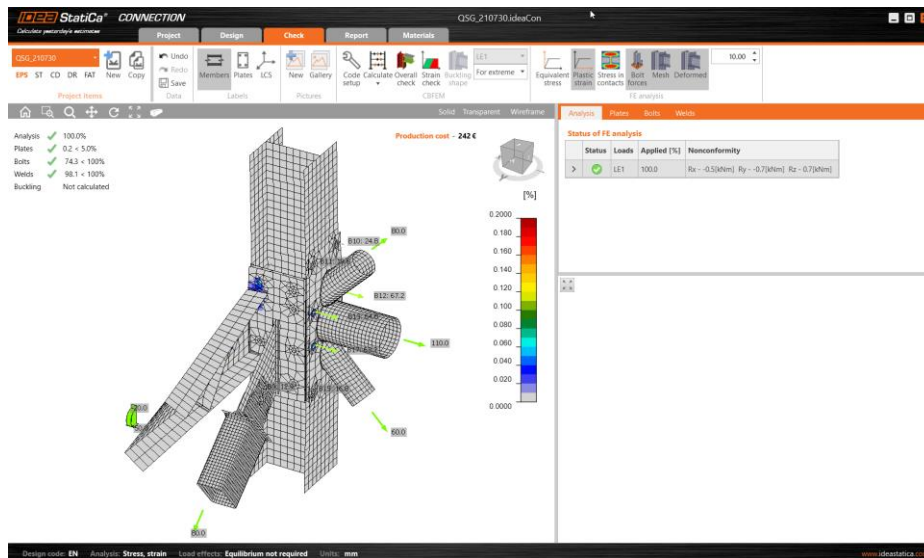 IDEA StatiCa® CONNECTION
Calculate yesterday's estimates
QSG_210730.ideaCon
Project Design Check Report Materials
QSG_210730
EPS ST CD DR FAT
New Copy
Project items
Undo
Redo
Save
Data
Members Plates LCS
Labels
New Gallery
Pictures
Code setup
Calculate
Overall check
Strain check
Buckling shape
LE1
For extreme
CBFEM
Equivalent stress
Plastic strain
Stress in contacts
Bolt forces
Mesh
Deformed
10.00
FE analysis
Solid Transparent Wireframe
Analysis 100.0%
Plates 0.2 < 5.0%
Bolts 74.3 < 100%
Welds 98.1 < 100%
Buckling Not calculated
Production cost - 242 €
[%]
0.2000
0.180
0.160
0.140
0.120
0.100
0.080
0.060
0.040
0.020
0.0000
80.0
B10: 24.8
B12: 67.2
110.0
60.0
80.0
Analysis Plates Bolts Welds
Status of FE analysis
Status Loads Applied [%] Nonconformity
> LE1 100.0 Rx - -0.5[kNm] Ry - -0.7[kNm] Rz - 0.7[kNm]
Design code: EN Analysis: Stress, strain Load effects: Equilibrium not required Units: mm